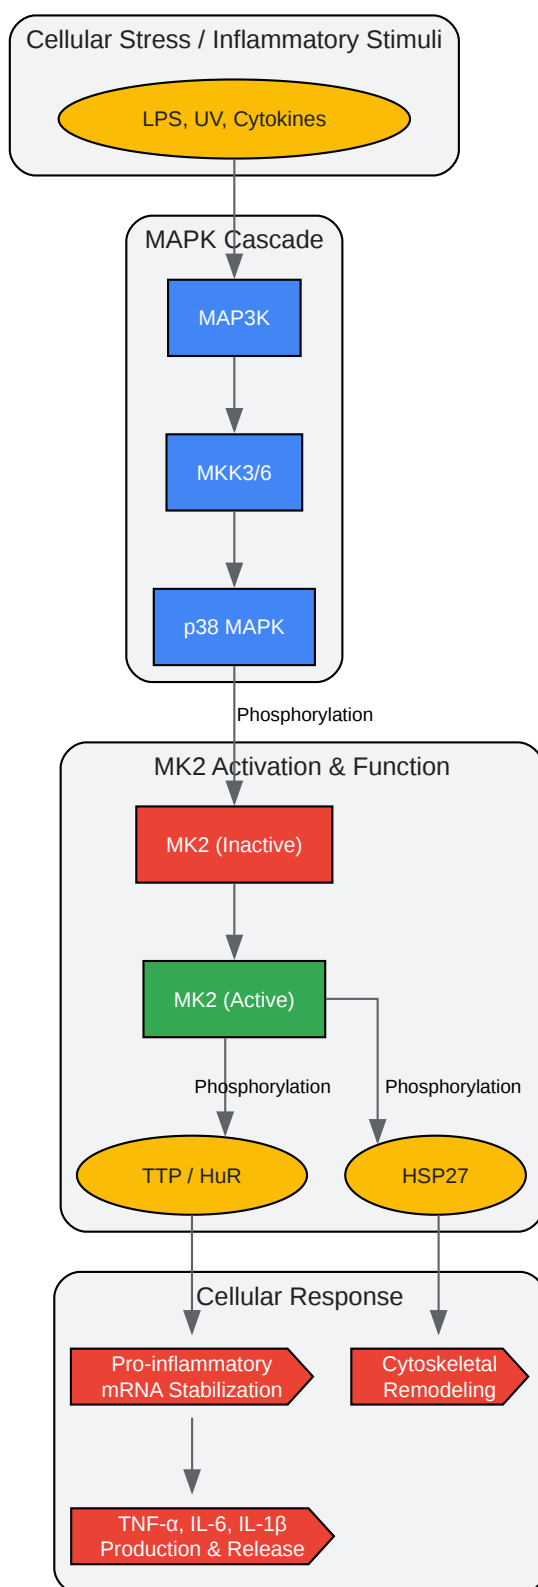 Cellular Stress / Inflammatory Stimuli
LPS, UV, Cytokines
MAPK Cascade
MAP3K
MKK3/6
p38 MAPK
Phosphorylation
MK2 Activation & Function
MK2 (Inactive)
MK2 (Active)
Phosphorylation
Phosphorylation
TTP / HuR
HSP27
Cellular Response
Pro-inflammatory
mRNA Stabilization
Cytoskeletal
Remodeling
TNF-α, IL-6, IL-1β
Production & Release